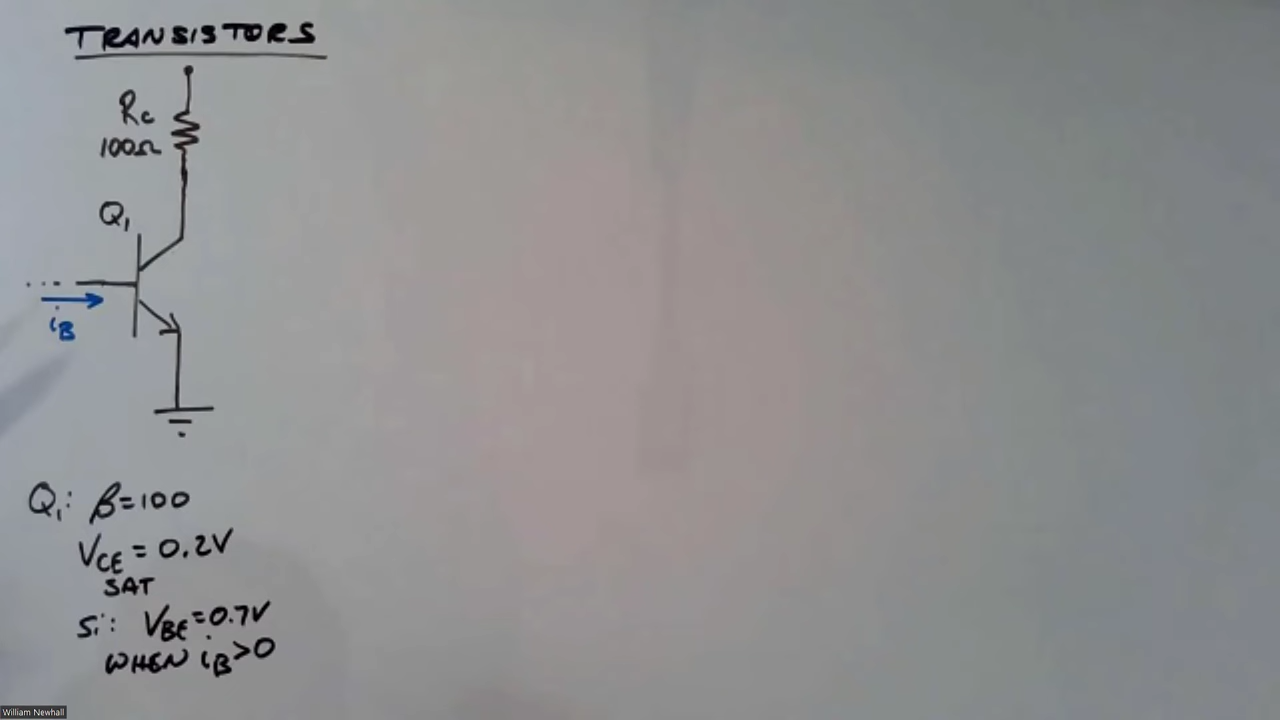 TRANSISTORS
Rc
100Ω
Q1
...
iB
Q1: β=100
VCE = 0.2V
SAT
Si: VBE=0.7V
WHEN iB>0
William Newhall